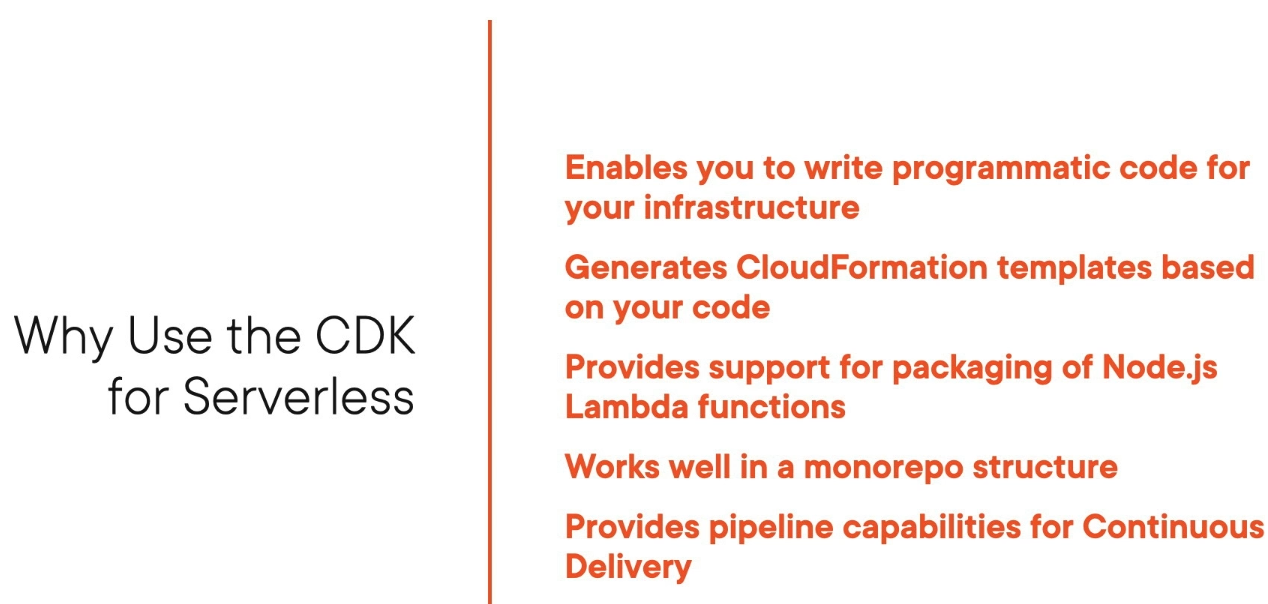 Why Use the CDK
for Serverless
Enables you to write programmatic code for
your infrastructure
Generates CloudFormation templates based
on your code
Provides support for packaging of Node.js
Lambda functions
Works well in a monorepo structure
Provides pipeline capabilities for Continuous
Delivery